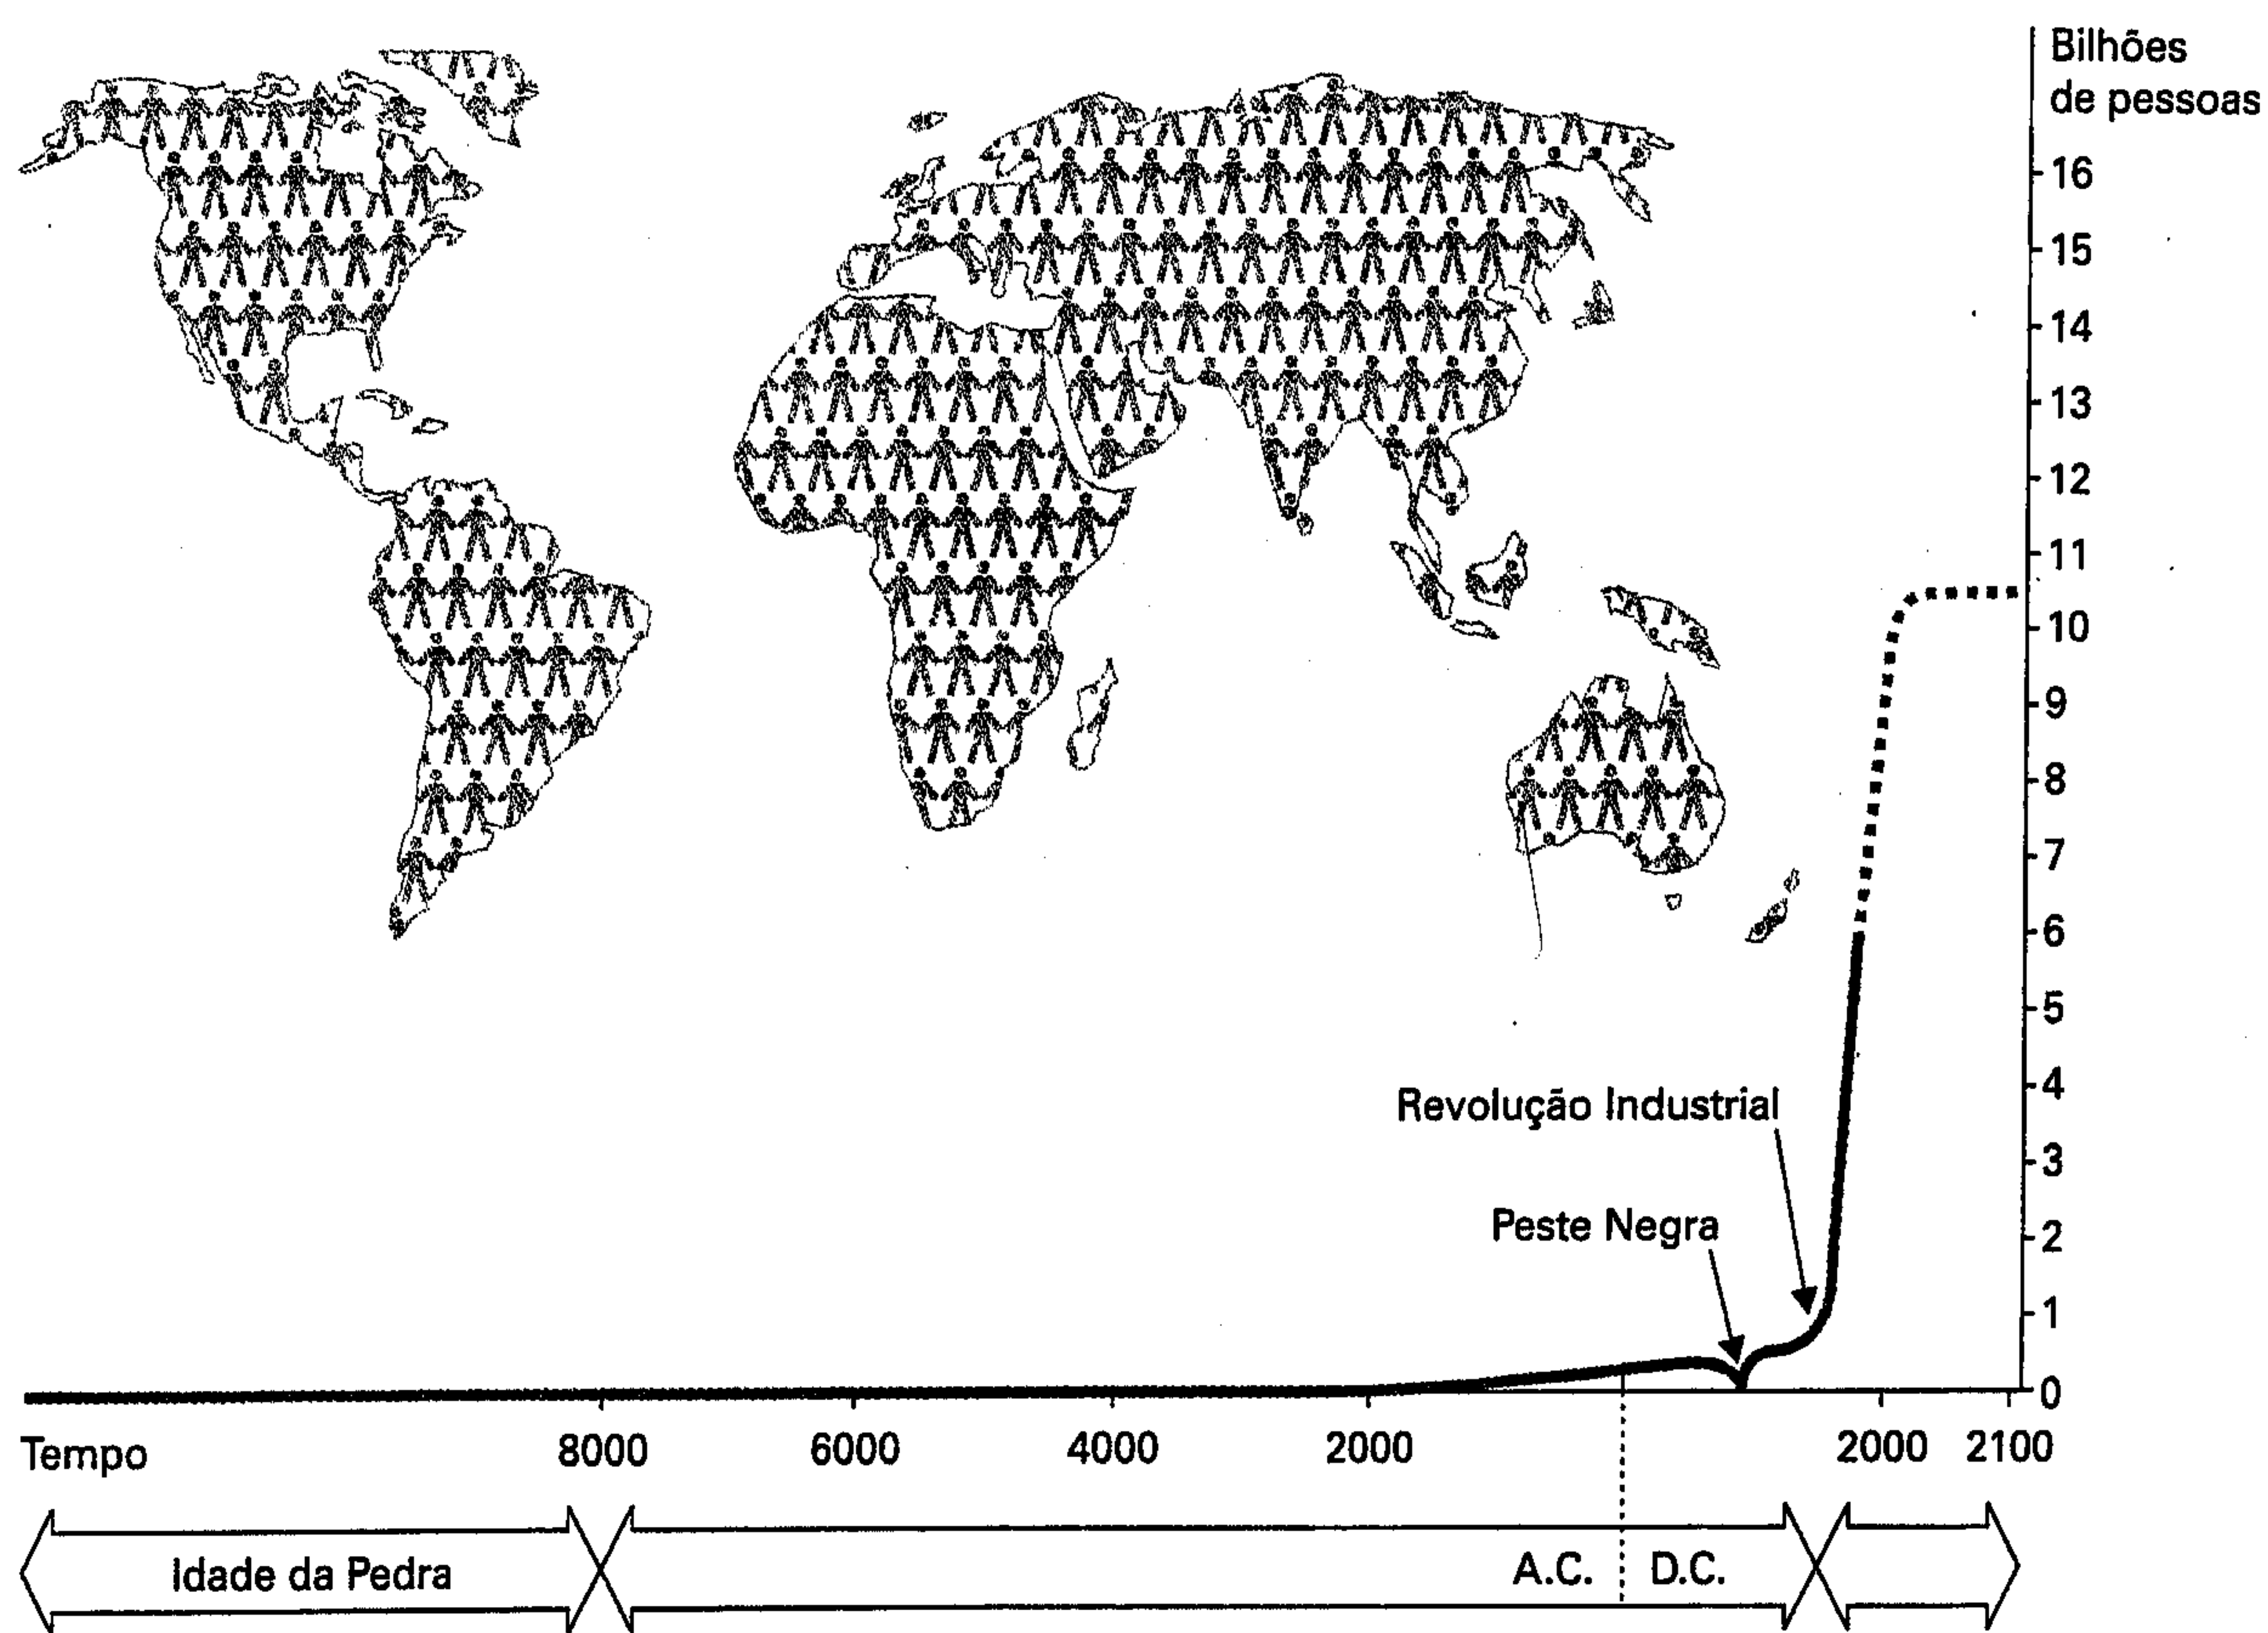 Bilhões
de pessoas
16
15
14
13
12
11
10
9
8
7
6
5
4
3
2
1
0
Revolução Industrial
Peste Negra
Tempo
8000 6000 4000 2000 2000 2100
Idade da Pedra A.C. D.C.